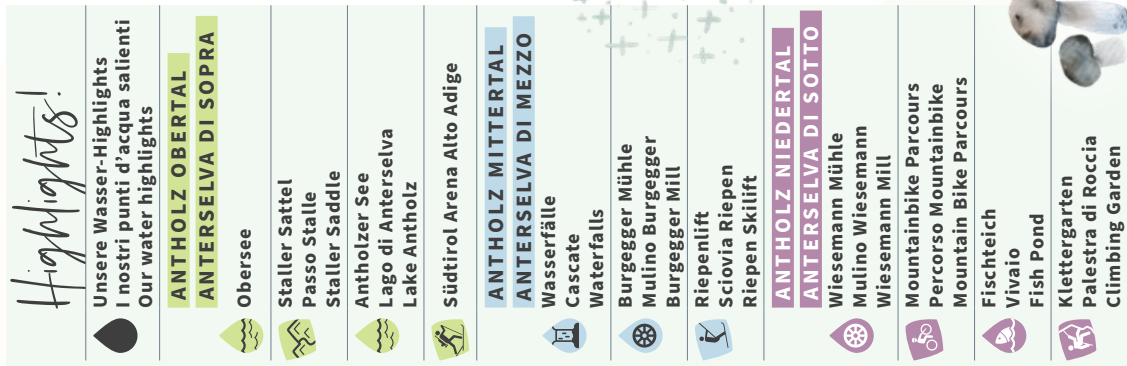 Highlights!
Unsere Wasser-Highlights
I nostri punti d'acqua salienti
Our water highlights
ANTHOLZ OBERTAL
ANTERSELVA DI SOPRA
Obersee
Staller Sattel
Passo Stalle
Staller Saddle
Antholzer See
Lago di Anterselva
Lake Antholz
Südtirol Arena Alto Adige
ANTHOLZ MITTERTAL
ANTERSELVA DI MEZZO
Wasserfälle
Cascate
Waterfalls
Burgegger Mühle
Mulino Burgegger
Burgegger Mill
Riepenlift
Sciovia Riepen
Riepen Skilift
ANTHOLZ NIEDERTAL
ANTERSELVA DI SOTTO
Wiesemann Mühle
Mulino Wiesemann
Wiesemann Mill
Mountainbike Parcours
Percorso Mountainbike
Mountain Bike Parcours
Fischteich
Vivaio
Fish Pond
Klettergarten
Palestra di Roccia
Climbing Garden